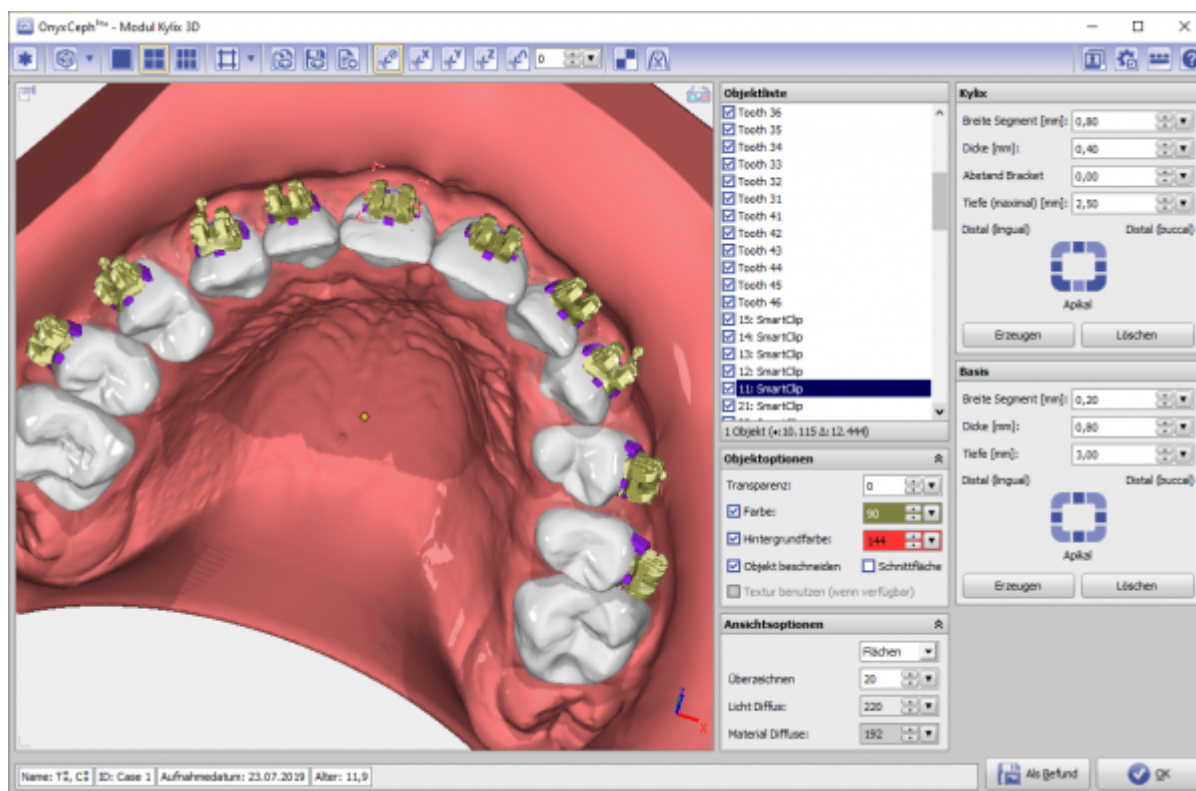 OnyxCeph³ᵀᴹ - Modul Kylix 3D
0
Objektliste
Tooth 36
Tooth 35
Tooth 34
Tooth 33
Tooth 32
Tooth 31
Tooth 41
Tooth 42
Tooth 43
Tooth 44
Tooth 45
Tooth 46
15: SmartClip
14: SmartClip
13: SmartClip
12: SmartClip
11: SmartClip
21: SmartClip
1 Objekt (•:10.115 Δ:12.444)
Objektoptionen
Transparenz: 0
Farbe: 90
Hintergrundfarbe: 144
Objekt beschneiden Schnittfläche
Textur benutzen (wenn verfügbar)
Ansichtsoptionen
Flächen
Überzeichnen 20
Licht Diffus: 220
Material Diffuse: 192
Kylix
Breite Segment [mm]: 0,80
Dicke [mm]: 0,40
Abstand Bracket 0,00
Tiefe (maximal) [mm]: 2,50
Distal (lingual) Distal (buccal)
Apikal
Erzeugen Löschen
Basis
Breite Segment [mm]: 0,20
Dicke [mm]: 0,80
Tiefe [mm]: 3,00
Distal (lingual) Distal (buccal)
Apikal
Erzeugen Löschen
Name: ID: Case 1 Aufnahmedatum: 23.07.2019 Alter: 11,9
Als Befund OK